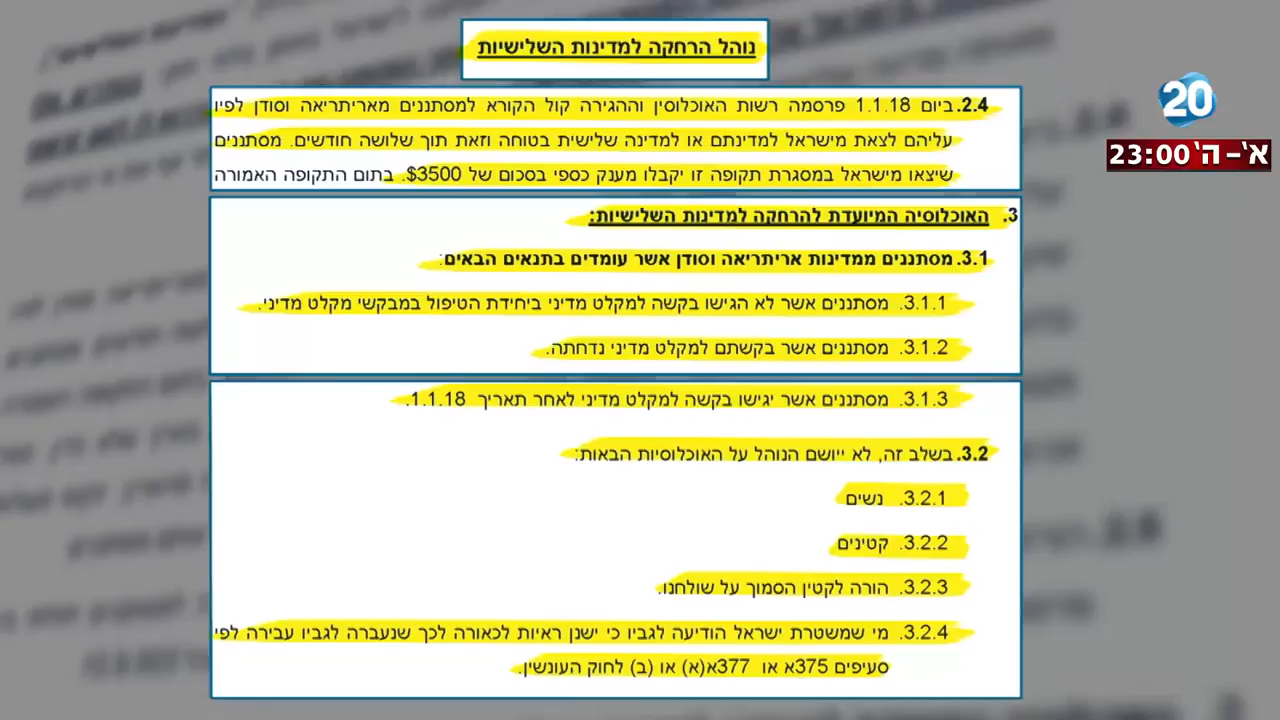 נוהל הרחקה למדינות השלישיות
2.4. ביום 1.1.18 פרסמה רשות האוכלוסין וההגירה קול הקורא למסתננים מאריתריאה וסודן לפיו
עליהם לצאת מישראל למדינתם או למדינה שלישית בטוחה וזאת תוך שלושה חודשים. מסתננים
שיצאו מישראל במסגרת תקופה זו יקבלו מענק כספי בסכום של 3500$. בתום התקופה האמורה
3. האוכלוסיה המיועדת להרחקה למדינות השלישיות:
3.1. מסתננים ממדינות אריתריאה וסודן אשר עומדים בתנאים הבאים:
3.1.1. מסתננים אשר לא הגישו בקשה למקלט מדיני ביחידת הטיפול במבקשי מקלט מדיני.
3.1.2. מסתננים אשר בקשתם למקלט מדיני נדחתה.
3.1.3. מסתננים אשר יגישו בקשה למקלט מדיני לאחר תאריך 1.1.18.
3.2. בשלב זה, לא ייושם הנוהל על האוכלוסיות הבאות:
3.2.1. נשים
3.2.2. קטינים
3.2.3. הורה לקטין הסמוך על שולחנו.
3.2.4. מי שמשטרת ישראל הודיעה לגביו כי ישנן ראיות לכאורה לכך שנעברה לגביו עבירה לפי
סעיפים 375א או 377א(א) או (ב) לחוק העונשין.
20
א'-ה' 23:00